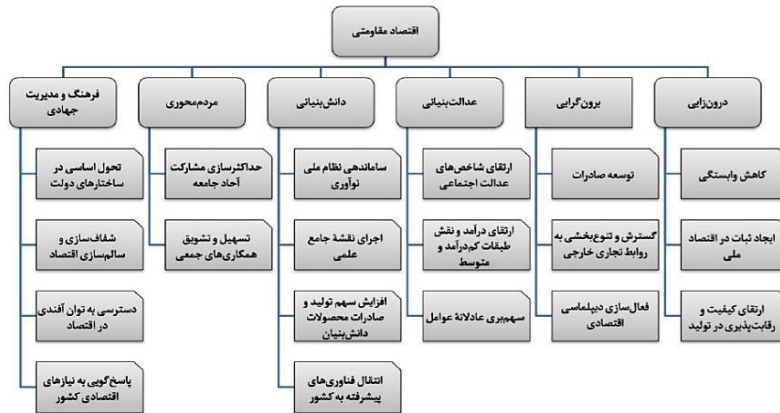 اقتصاد مقاومتی
درون‌زایی
کاهش وابستگی
ایجاد ثبات در اقتصاد
ملی
ارتقای کیفیت و
رقابت‌پذیری در تولید
برون‌گرایی
توسعه صادرات
گسترش و تنوع‌بخشی به
روابط تجاری خارجی
فعال‌سازی دیپلماسی
اقتصادی
عدالت‌بنیانی
ارتقای شاخص‌های
عدالت اجتماعی
ارتقای درآمد و نقش
طبقات کم‌درآمد و
متوسط
سهم‌بری عادلانهٔ عوامل
دانش‌بنیانی
ساماندهی نظام ملی
نوآوری
اجرای نقشهٔ جامع
علمی
افزایش سهم تولید و
صادرات محصولات
دانش‌بنیان
انتقال فناوری‌های
پیشرفته به کشور
مردم‌محوری
حداکثرسازی مشارکت
آحاد جامعه
تسهیل و تشویق
همکاری‌های جمعی
فرهنگ و مدیریت
جهادی
تحول اساسی در
ساختارهای دولت
شفاف‌سازی و
سالم‌سازی اقتصاد
دسترسی به توان آفندی
در اقتصاد
پاسخ‌گویی به نیازهای
اقتصادی کشور